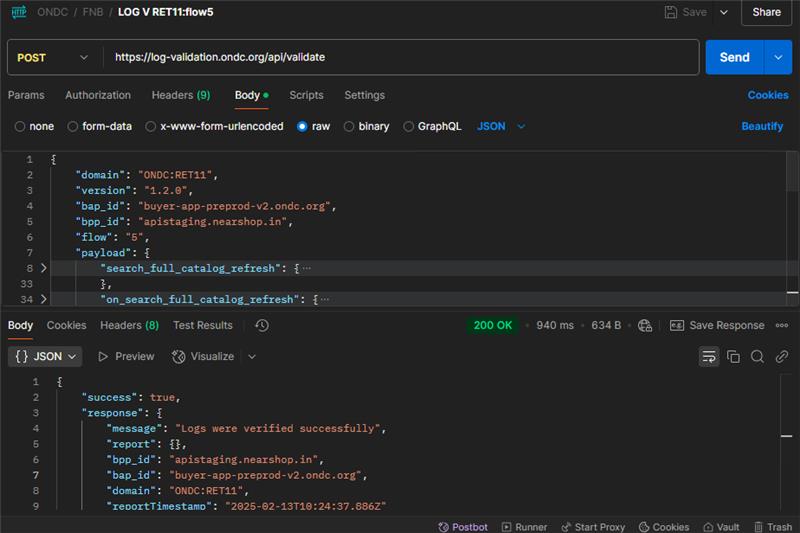 HTTP ONDC / FNB / LOG V RET11:flow5 Save Share
POST https://log-validation.ondc.org/api/validate Send
Params Authorization Headers (9) Body Scripts Settings Cookies
none form-data x-www-form-urlencoded raw binary GraphQL JSON Beautify
1 {
2 "domain": "ONDC:RET11",
3 "version": "1.2.0",
4 "bap_id": "buyer-app-preprod-v2.ondc.org",
5 "bpp_id": "apistaging.nearshop.in",
6 "flow": "5",
7 "payload": {
8 "search_full_catalog_refresh": {⋯
33 },
34 "on_search_full_catalog_refresh": {⋯
Body Cookies Headers (8) Test Results 200 OK 940 ms 634 B Save Response
{} JSON Preview Visualize
1 {
2 "success": true,
3 "response": {
4 "message": "Logs were verified successfully",
5 "report": {},
6 "bpp_id": "apistaging.nearshop.in",
7 "bap_id": "buyer-app-preprod-v2.ondc.org",
8 "domain": "ONDC:RET11",
9 "reportTimestamp": "2025-02-13T10:24:37.886Z"
Postbot Runner Start Proxy Cookies Vault Trash